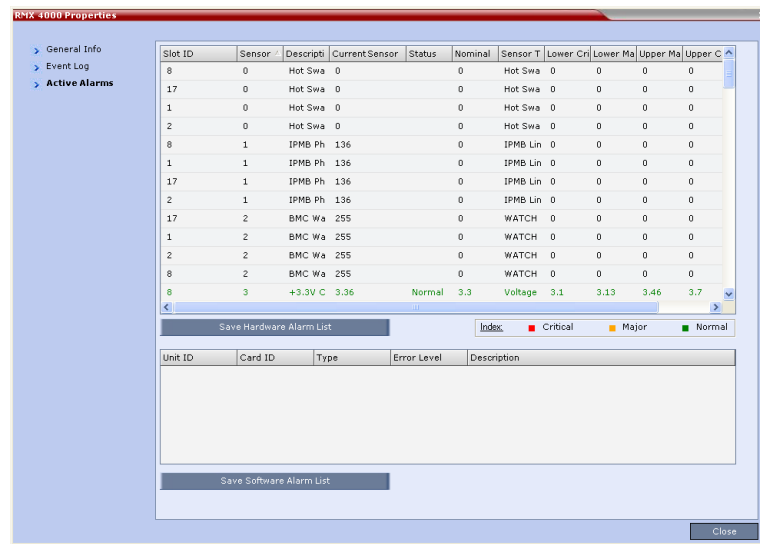 RMX 4000 Properties
General Info
Event Log
Active Alarms
Slot ID Sensor Descripti Current Sensor Status Nominal Sensor T Lower Cri Lower Ma Upper Ma Upper C
8 0 Hot Swa 0 0 Hot Swa 0 0 0 0
17 0 Hot Swa 0 0 Hot Swa 0 0 0 0
1 0 Hot Swa 0 0 Hot Swa 0 0 0 0
2 0 Hot Swa 0 0 Hot Swa 0 0 0 0
8 1 IPMB Ph 136 0 IPMB Lin 0 0 0 0
1 1 IPMB Ph 136 0 IPMB Lin 0 0 0 0
17 1 IPMB Ph 136 0 IPMB Lin 0 0 0 0
2 1 IPMB Ph 136 0 IPMB Lin 0 0 0 0
17 2 BMC Wa 255 0 WATCH 0 0 0 0
1 2 BMC Wa 255 0 WATCH 0 0 0 0
2 2 BMC Wa 255 0 WATCH 0 0 0 0
8 2 BMC Wa 255 0 WATCH 0 0 0 0
8 3 +3.3V C 3.36 Normal 3.3 Voltage 3.1 3.13 3.46 3.7
Save Hardware Alarm List
Index: Critical Major Normal
Unit ID Card ID Type Error Level Description
Save Software Alarm List
Close